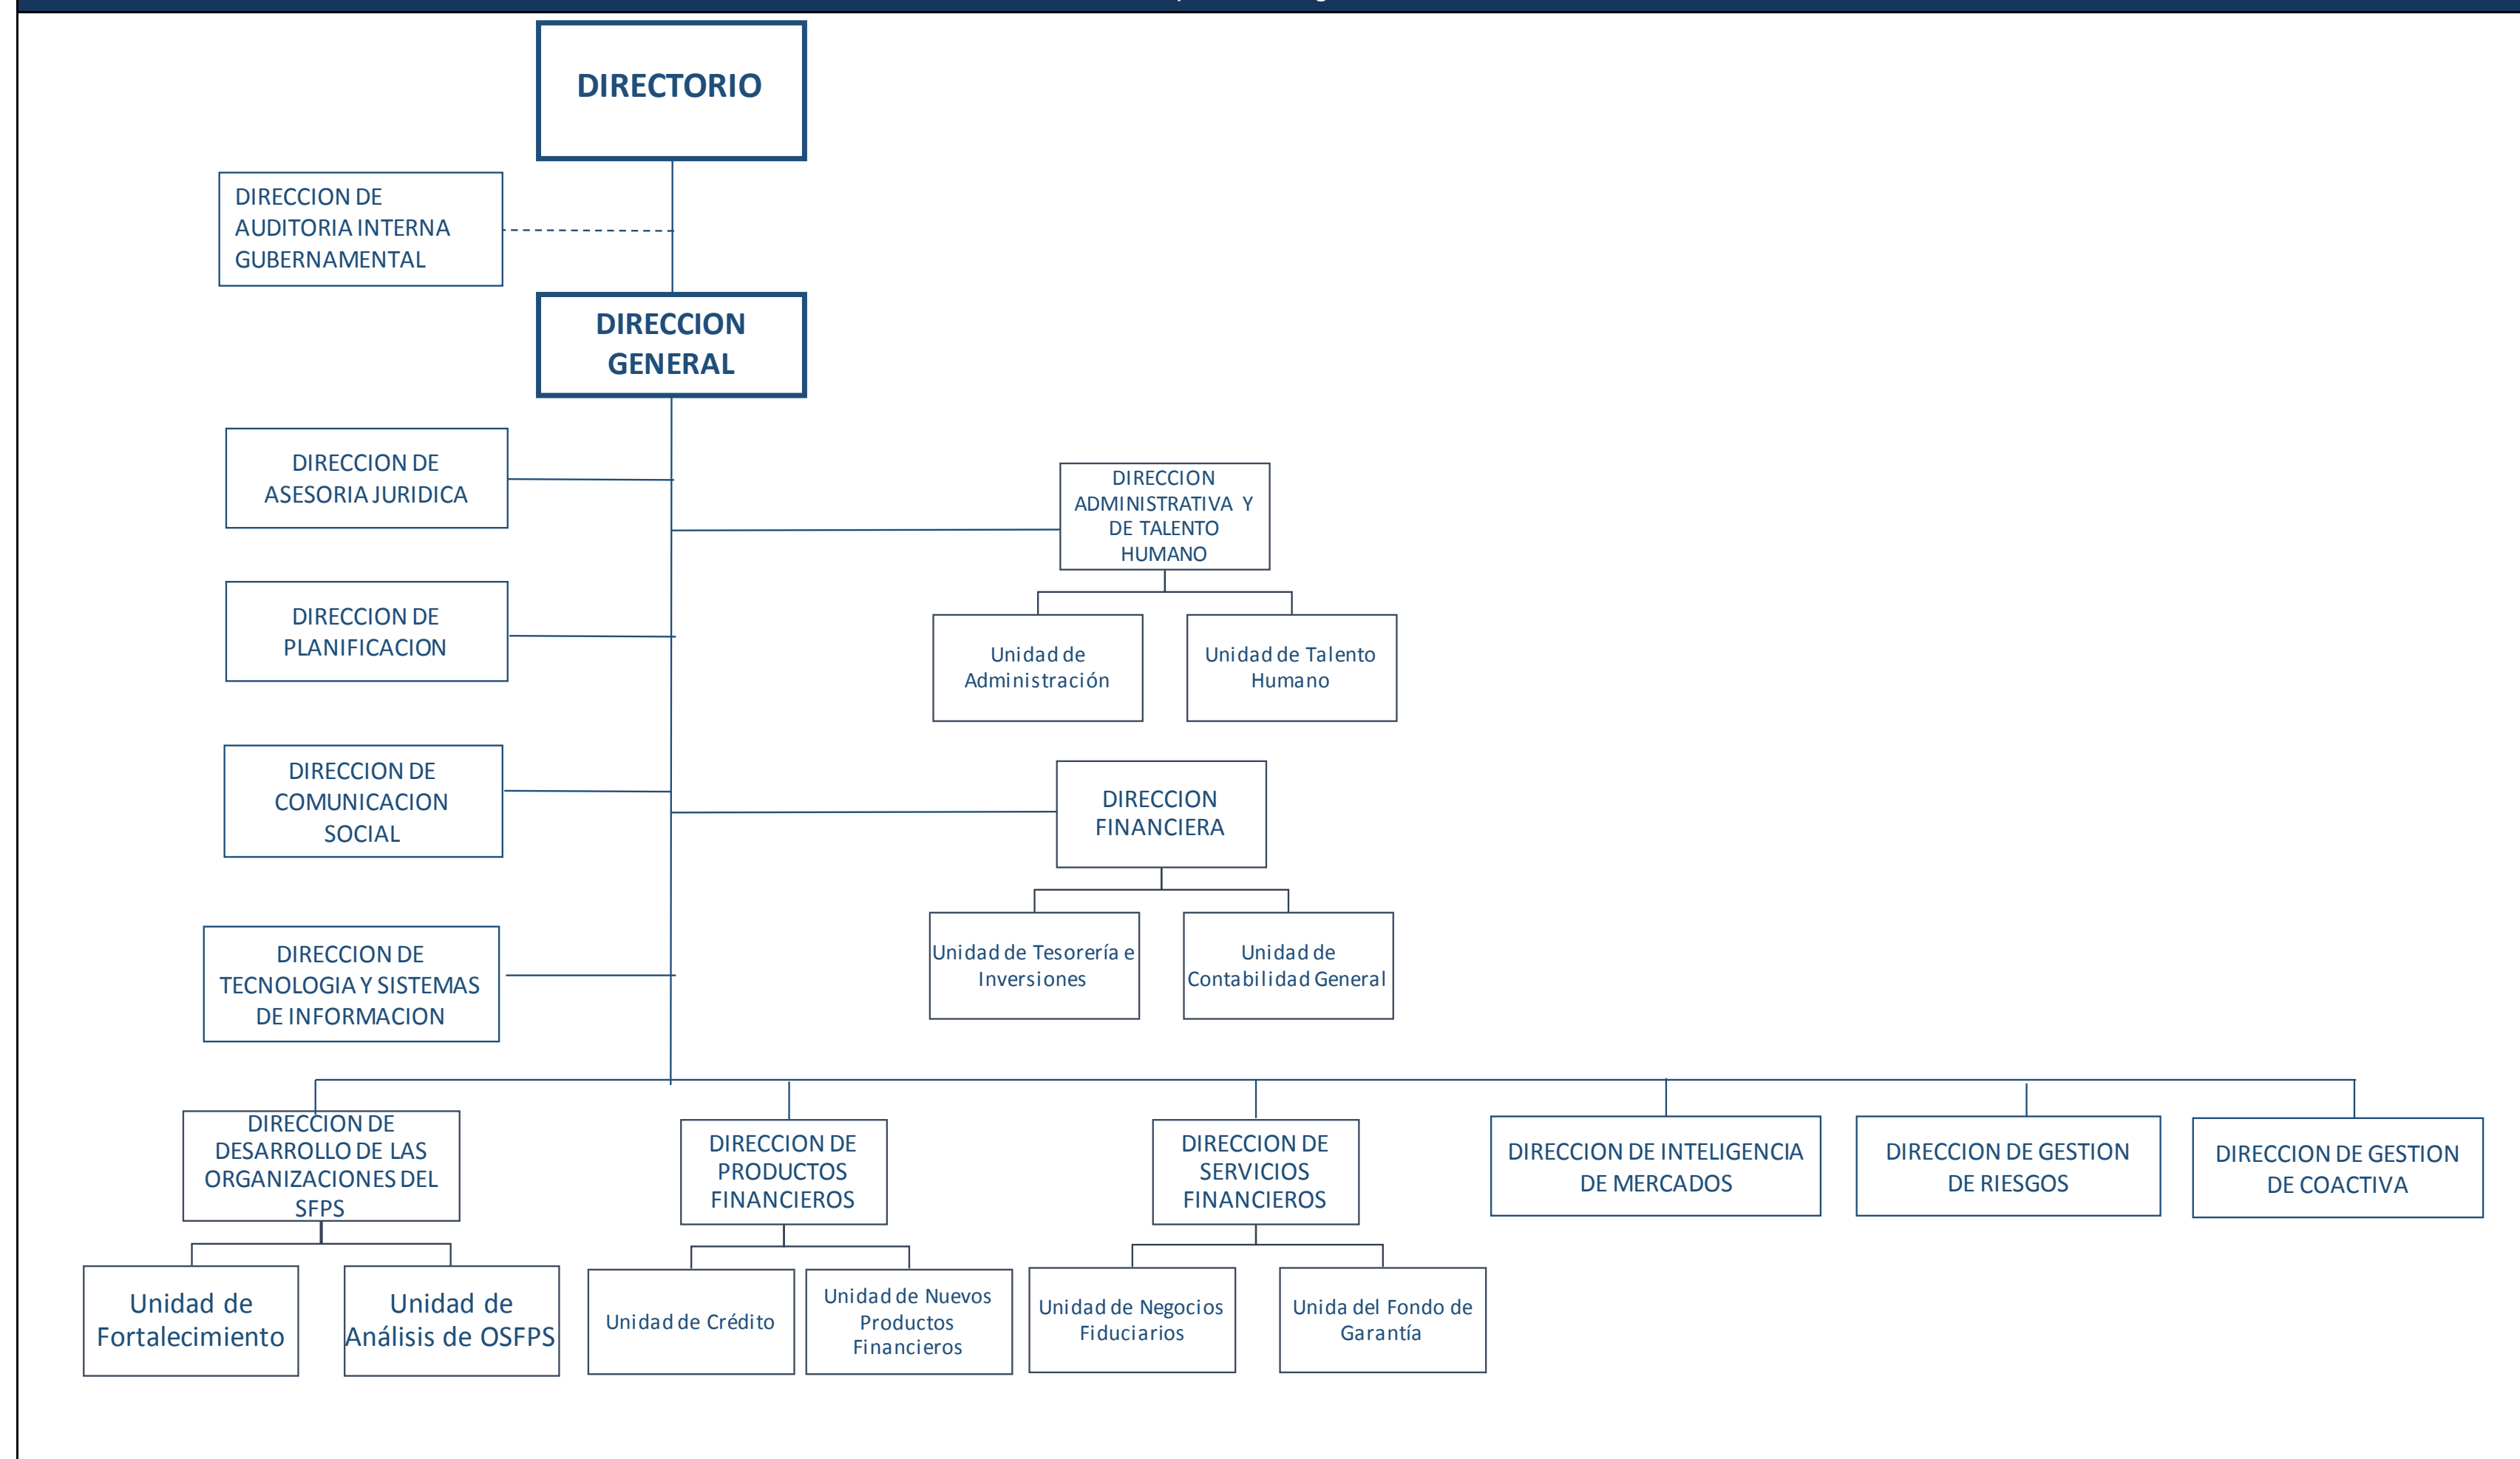 DIRECTORIO
DIRECCION DE
AUDITORIA INTERNA
GUBERNAMENTAL
DIRECCION
GENERAL
DIRECCION DE
ASESORIA JURIDICA
DIRECCION
ADMINISTRATIVA Y
DE TALENTO
HUMANO
DIRECCION DE
PLANIFICACION
Unidad de
Administración
Unidad de Talento
Humano
DIRECCION DE
COMUNICACION
SOCIAL
DIRECCION
FINANCIERA
DIRECCION DE
TECNOLOGIA Y SISTEMAS
DE INFORMACION
Unidad de Tesorería e
Inversiones
Unidad de
Contabilidad General
DIRECCION DE
DESARROLLO DE LAS
ORGANIZACIONES DEL
SFPS
DIRECCION DE
PRODUCTOS
FINANCIEROS
DIRECCION DE
SERVICIOS
FINANCIEROS
DIRECCION DE INTELIGENCIA
DE MERCADOS
DIRECCION DE GESTION
DE RIESGOS
DIRECCION DE GESTION
DE COACTIVA
Unidad de
Fortalecimiento
Unidad de
Análisis de OSFPS
Unidad de Crédito
Unidad de Nuevos
Productos
Financieros
Unidad de Negocios
Fiduciarios
Unida del Fondo de
Garantía